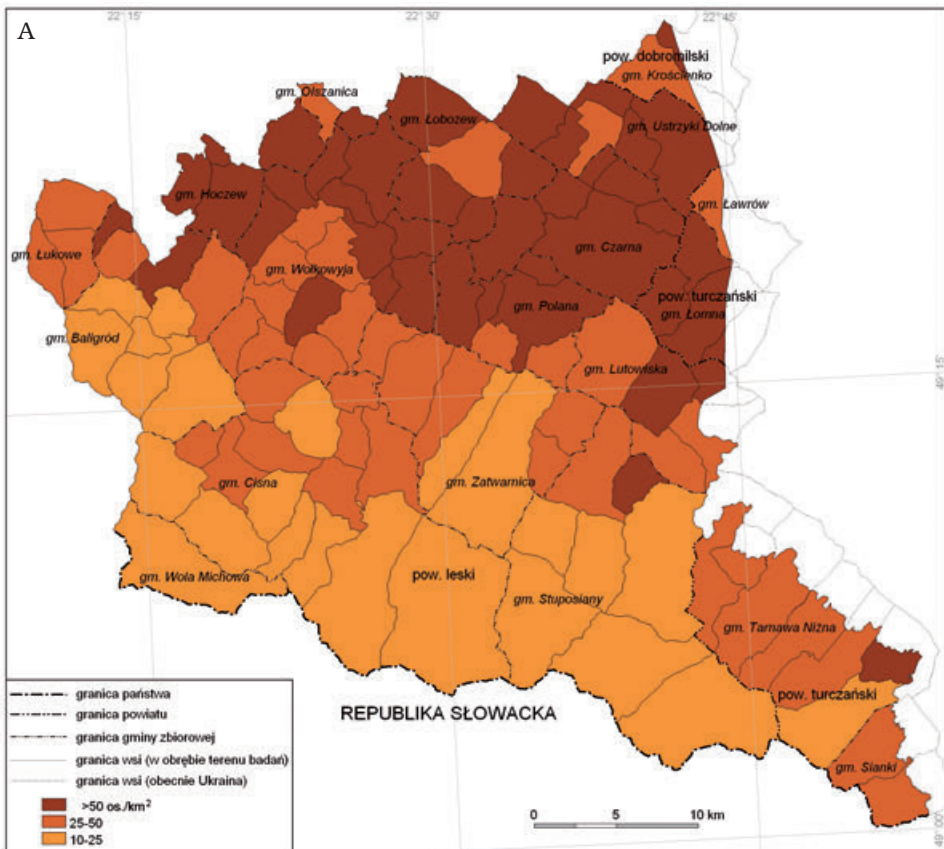 A
22°15'
22°30'
22°45'
pow. dobromilski
gm. Krościenko
gm. Olszanica
gm. Łobozew
gm. Ustrzyki Dolne
gm. Hoczew
gm. Ławrów
gm. Łukowe
gm. Wołkowyja
gm. Czarna
gm. Polana
pow. turczański
gm. Łomna
gm. Baligród
gm. Lutowiska
49°15'
gm. Cisna
gm. Zatwarnica
gm. Wola Michowa
pow. leski
gm. Stuposiany
gm. Tarnawa Niżna
pow. turczański
gm. Sianki
REPUBLIKA SŁOWACKA
49°00'
granica państwa
granica powiatu
granica gminy zbiorowej
granica wsi (w obrębie terenu badań)
granica wsi (obecnie Ukraina)
>50 os./km²
25-50
10-25
0 5 10 km